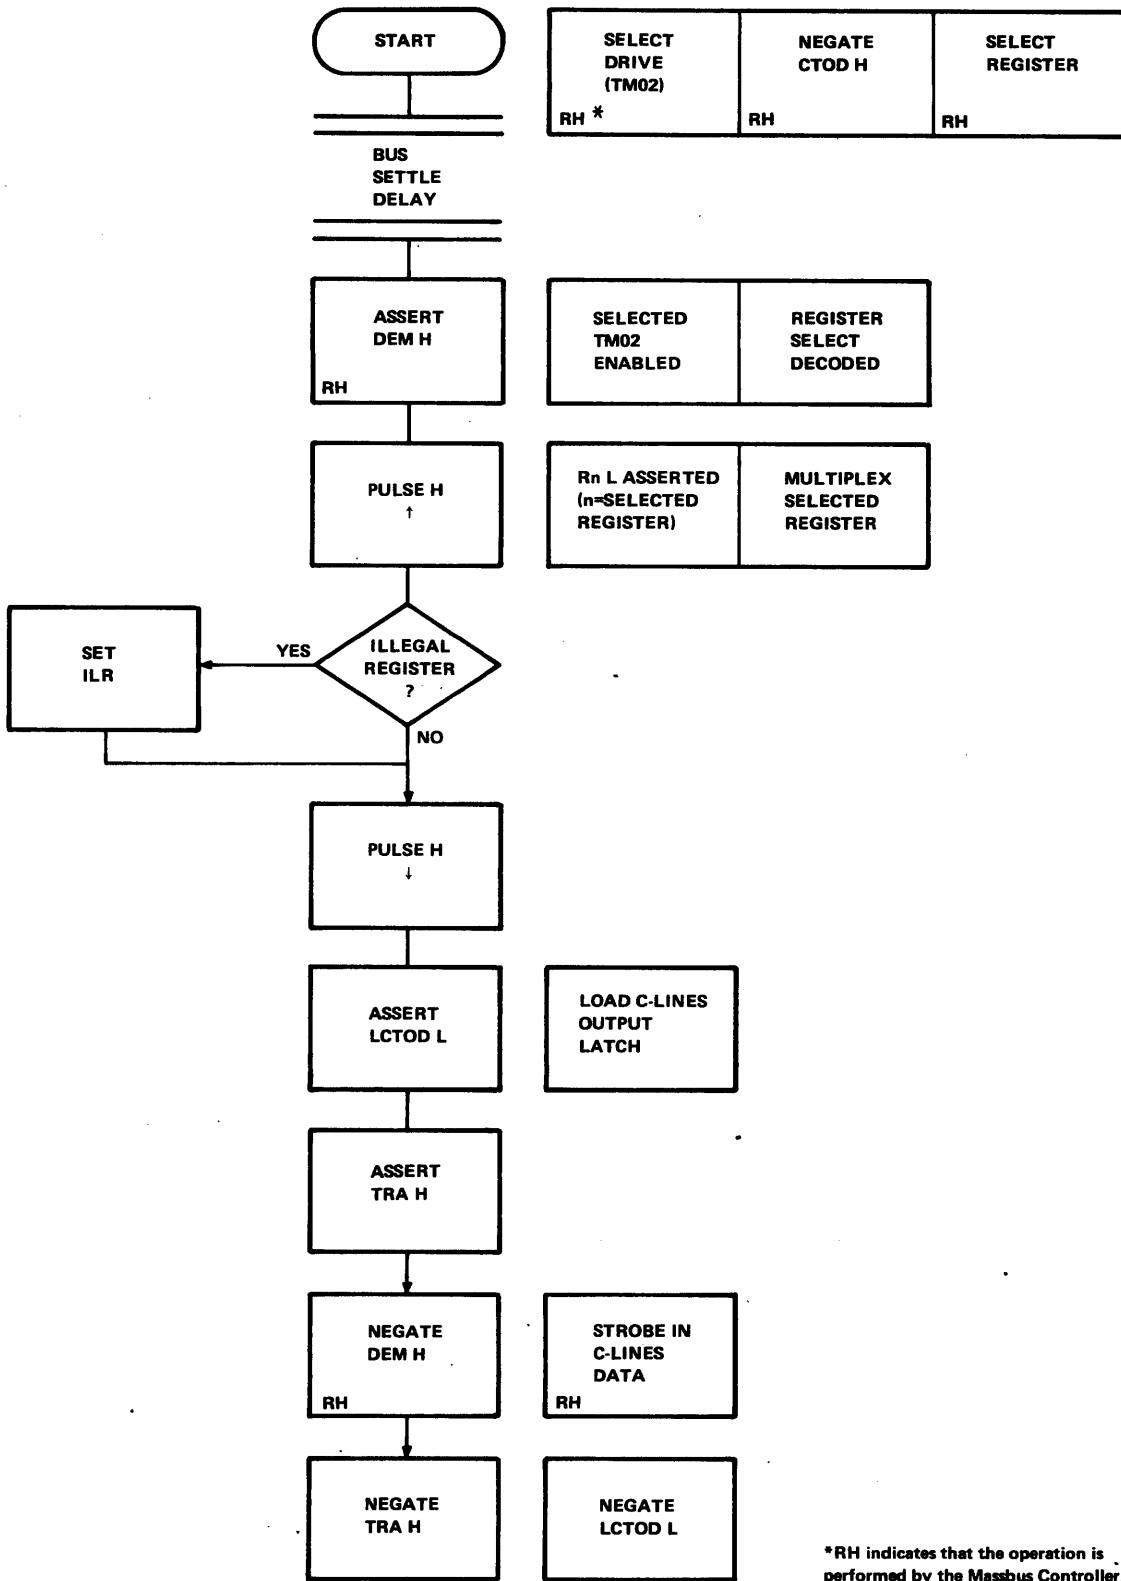 START
SELECT
DRIVE
(TM02)
RH *
NEGATE
CTOD H
RH
SELECT
REGISTER
RH
BUS
SETTLE
DELAY
ASSERT
DEM H
RH
SELECTED
TM02
ENABLED
REGISTER
SELECT
DECODED
PULSE H
↑
Rn L ASSERTED
(n=SELECTED
REGISTER)
MULTIPLEX
SELECTED
REGISTER
ILLEGAL
REGISTER
?
YES
SET
ILR
NO
PULSE H
↓
ASSERT
LCTOD L
LOAD C-LINES
OUTPUT
LATCH
ASSERT
TRA H
NEGATE
DEM H
RH
STROBE IN
C-LINES
DATA
RH
NEGATE
TRA H
NEGATE
LCTOD L
*RH indicates that the operation is
performed by the Massbus Controller